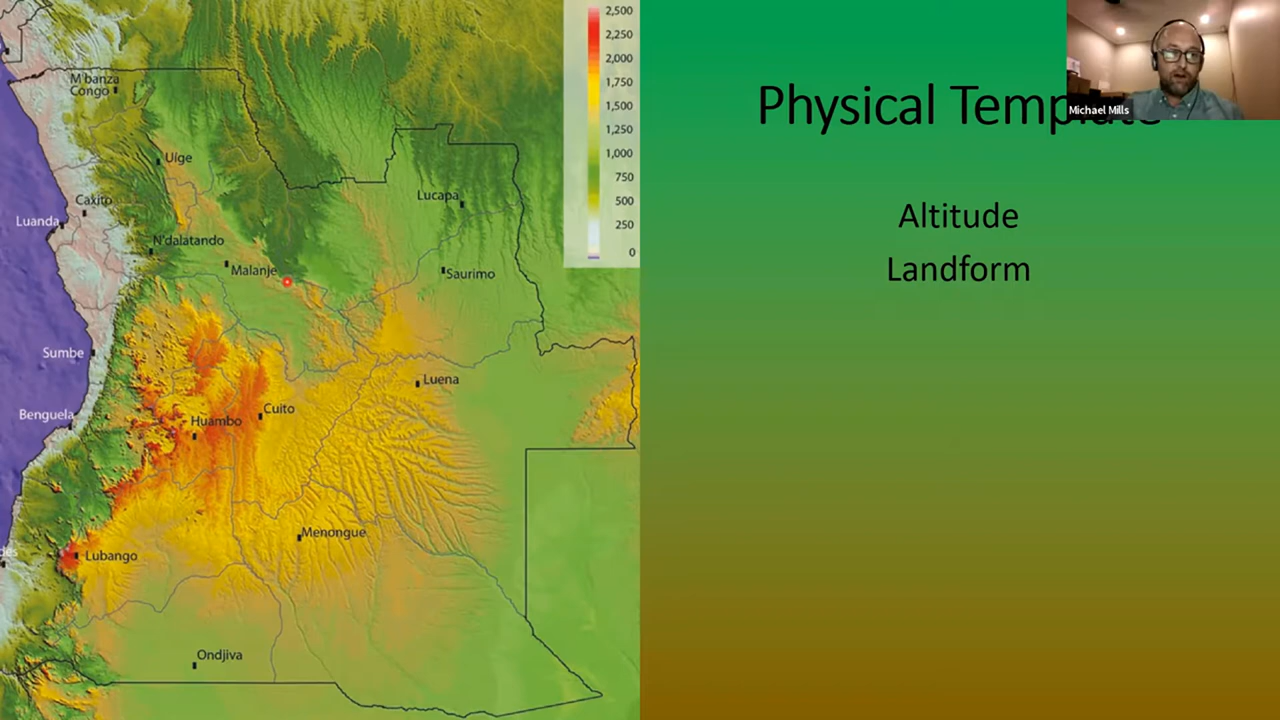 2,500
2,250
2,000
1,750
1,500
1,250
1,000
750
500
250
0
M'banza
Congo
Uíge
Caxito
Luanda
N'dalatando
Malanje
Lucapa
Saurimo
Sumbe
Luena
Benguela
Huambo
Cuito
Menongue
Lubango
Ondjiva
Physical
Altitude
Landform
Michael Mills